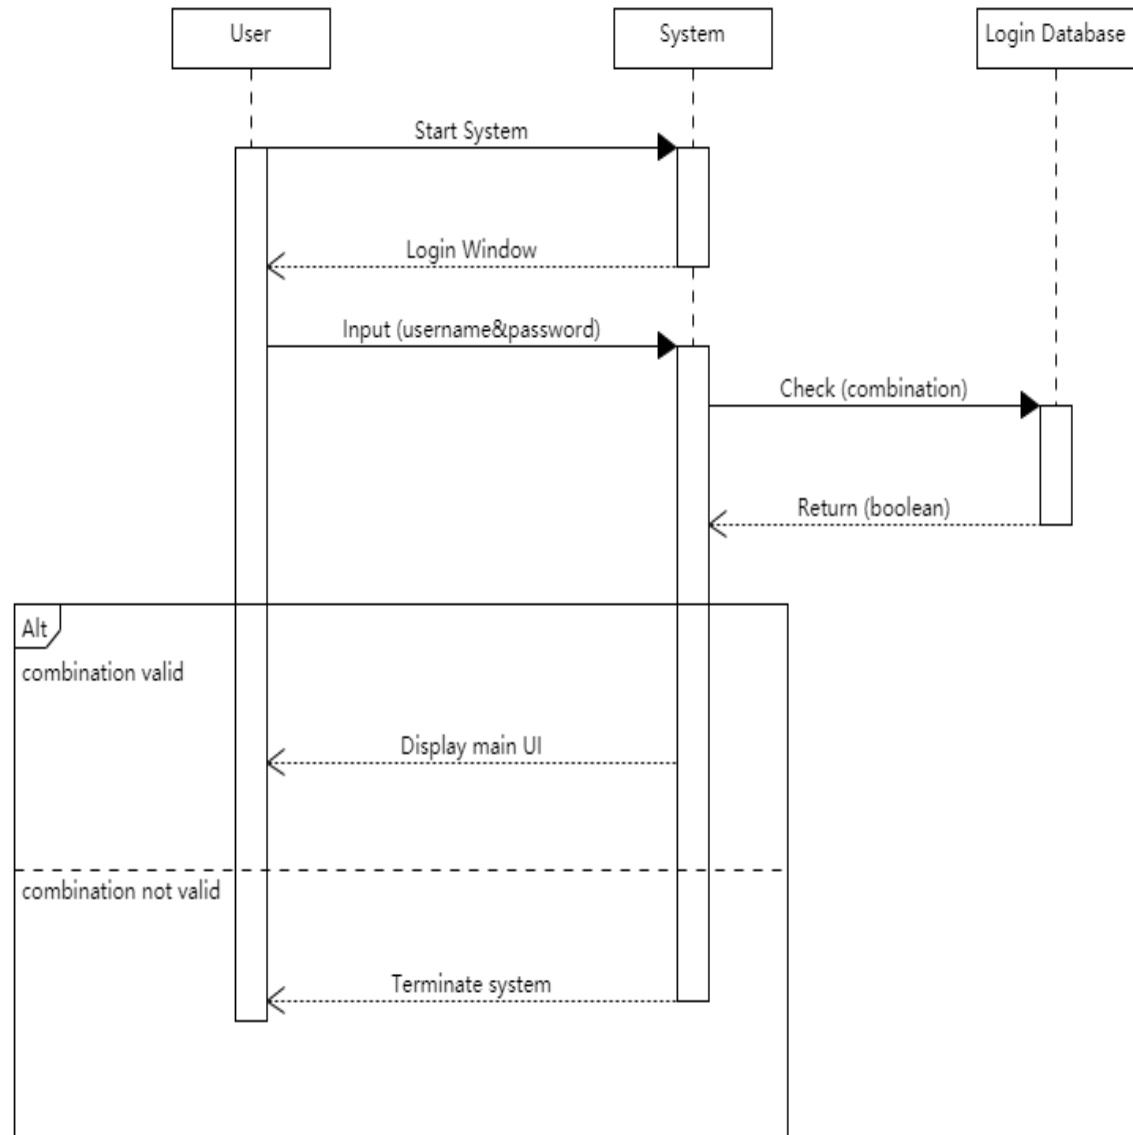 User
System
Login Database
Start System
Login Window
Input (username&password)
Check (combination)
Return (boolean)
Alt
combination valid
Display main UI
combination not valid
Terminate system